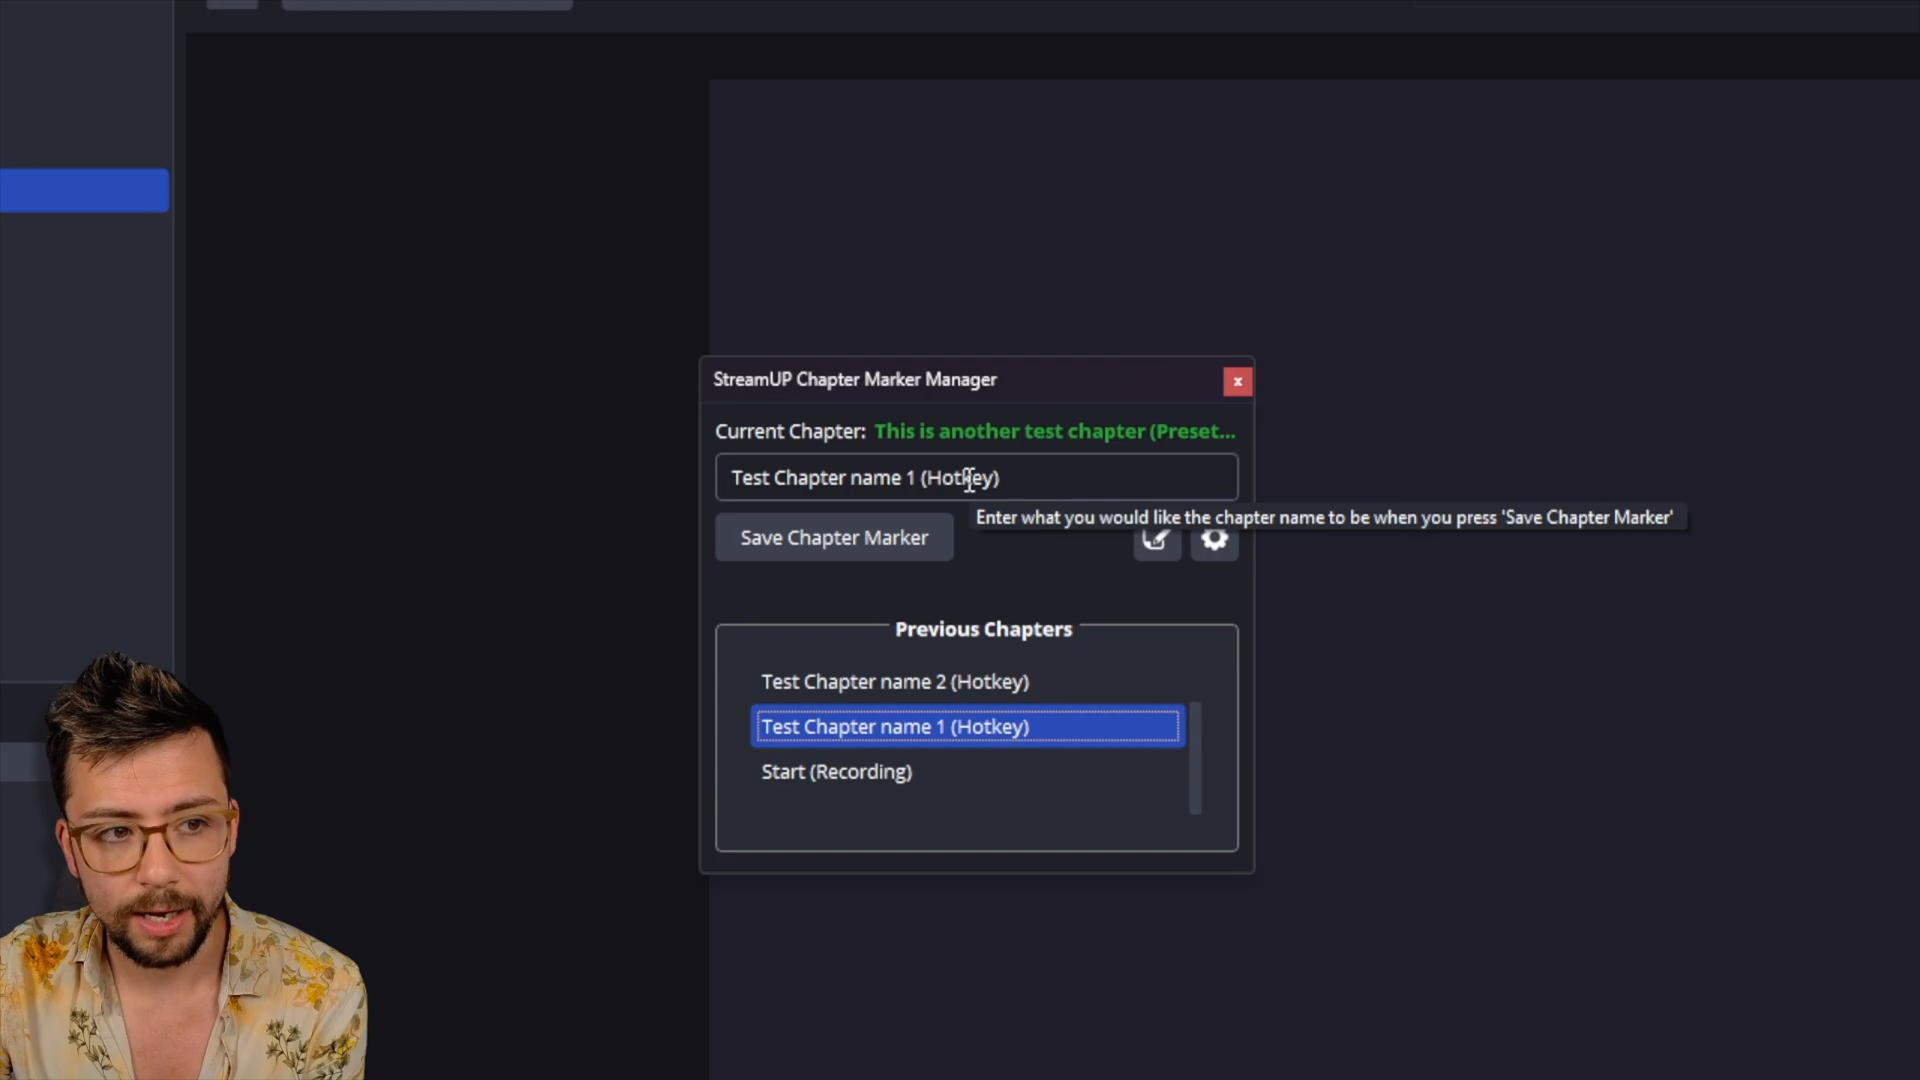 StreamUP Chapter Marker Manager
x
Current Chapter: This is another test chapter (Preset...
Test Chapter name 1 (Hotkey)
Enter what you would like the chapter name to be when you press 'Save Chapter Marker'
Save Chapter Marker
Previous Chapters
Test Chapter name 2 (Hotkey)
Test Chapter name 1 (Hotkey)
Start (Recording)